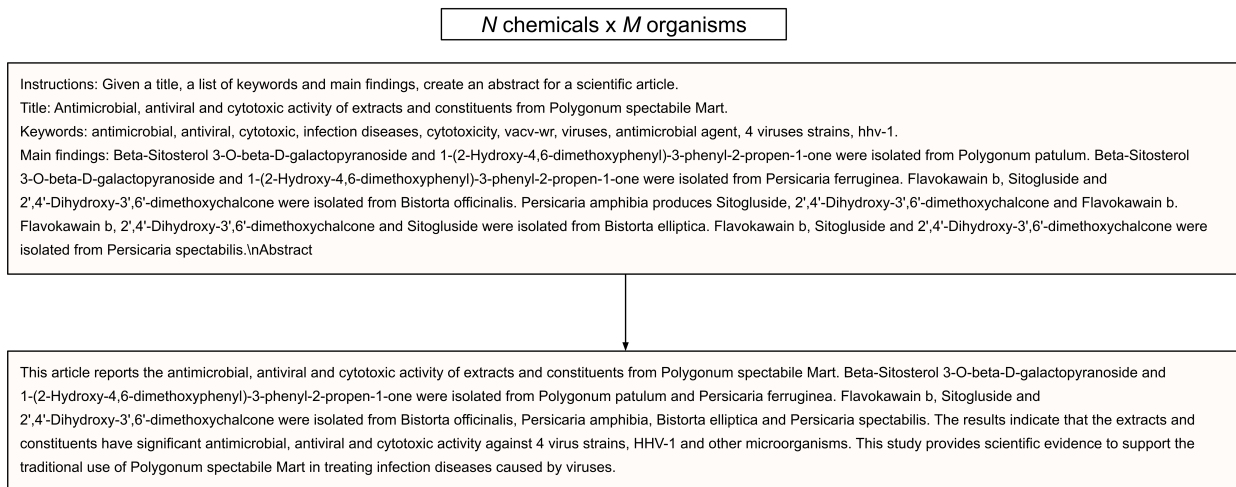 N chemicals x M organisms
Instructions: Given a title, a list of keywords and main findings, create an abstract for a scientific article.
Title: Antimicrobial, antiviral and cytotoxic activity of extracts and constituents from Polygonum spectabile Mart.
Keywords: antimicrobial, antiviral, cytotoxic, infection diseases, cytotoxicity, vacv-wr, viruses, antimicrobial agent, 4 viruses strains, hhv-1.
Main findings: Beta-Sitosterol 3-O-beta-D-galactopyranoside and 1-(2-Hydroxy-4,6-dimethoxyphenyl)-3-phenyl-2-propen-1-one were isolated from Polygonum patulum. Beta-Sitosterol
3-O-beta-D-galactopyranoside and 1-(2-Hydroxy-4,6-dimethoxyphenyl)-3-phenyl-2-propen-1-one were isolated from Persicaria ferruginea. Flavokawain b, Sitogluside and
2',4'-Dihydroxy-3',6'-dimethoxychalcone were isolated from Bistorta officinalis. Persicaria amphibia produces Sitogluside, 2',4'-Dihydroxy-3',6'-dimethoxychalcone and Flavokawain b.
Flavokawain b, 2',4'-Dihydroxy-3',6'-dimethoxychalcone and Sitogluside were isolated from Bistorta elliptica. Flavokawain b, Sitogluside and 2',4'-Dihydroxy-3',6'-dimethoxychalcone were
isolated from Persicaria spectabilis.\nAbstract
This article reports the antimicrobial, antiviral and cytotoxic activity of extracts and constituents from Polygonum spectabile Mart. Beta-Sitosterol 3-O-beta-D-galactopyranoside and
1-(2-Hydroxy-4,6-dimethoxyphenyl)-3-phenyl-2-propen-1-one were isolated from Polygonum patulum and Persicaria ferruginea. Flavokawain b, Sitogluside and
2',4'-Dihydroxy-3',6'-dimethoxychalcone were isolated from Bistorta officinalis, Persicaria amphibia, Bistorta elliptica and Persicaria spectabilis. The results indicate that the extracts and
constituents have significant antimicrobial, antiviral and cytotoxic activity against 4 virus strains, HHV-1 and other microorganisms. This study provides scientific evidence to support the
traditional use of Polygonum spectabile Mart in treating infection diseases caused by viruses.